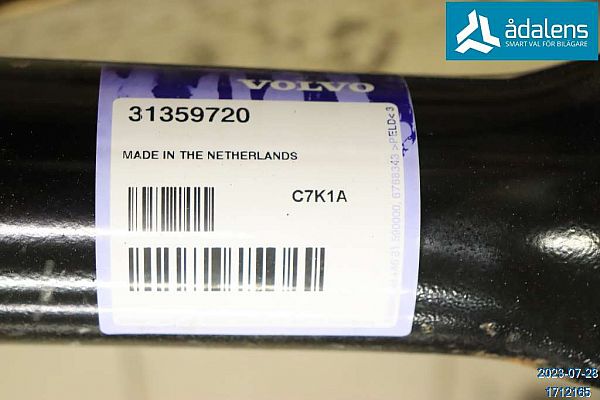 ådalens
SMART VAL FÖR BILÄGARE
VOLVO
31359720
MADE IN THE NETHERLANDS
C7K1A
2023-07-28
1712165